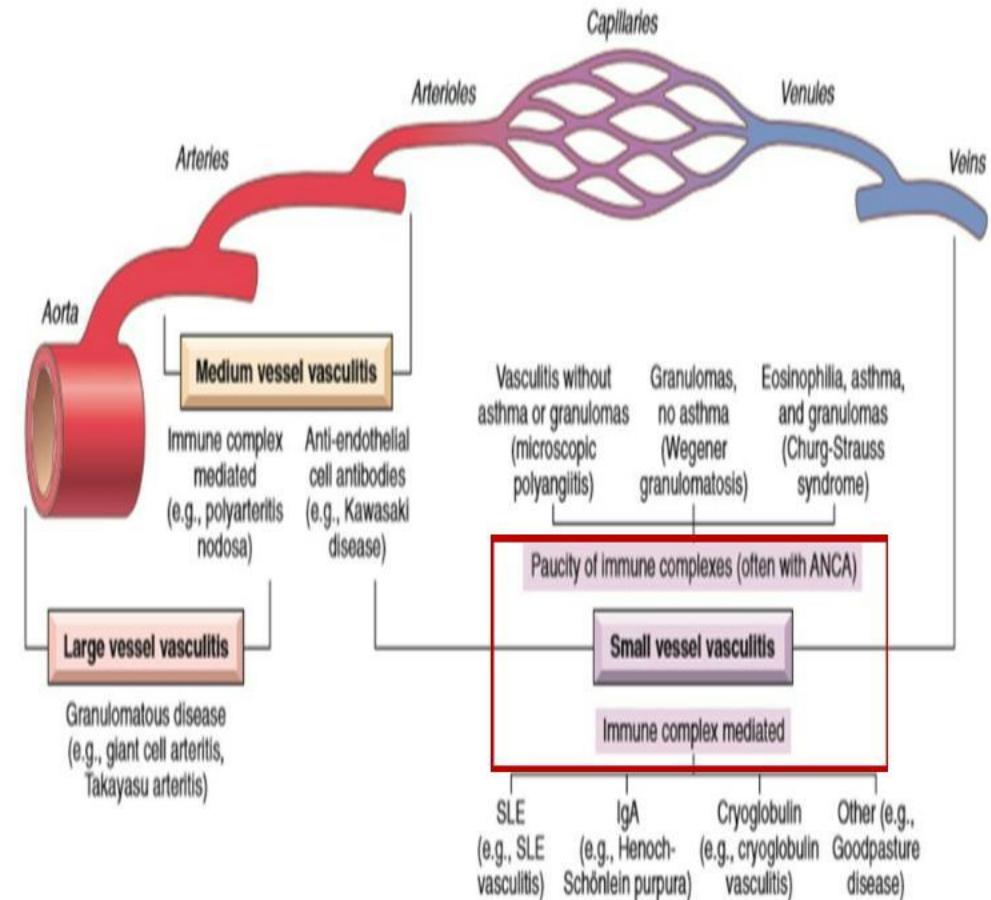 Capillaries
Arterioles
Venules
Arteries
Veins
Aorta
Medium vessel vasculitis
Immune complex
mediated
(e.g., polyarteritis
nodosa)
Anti-endothelial
cell antibodies
(e.g., Kawasaki
disease)
Vasculitis without
asthma or granulomas
(microscopic
polyangiitis)
Granulomas,
no asthma
(Wegener
granulomatosis)
Eosinophilia, asthma,
and granulomas
(Churg-Strauss
syndrome)
Paucity of immune complexes (often with ANCA)
Large vessel vasculitis
Small vessel vasculitis
Granulomatous disease
(e.g., giant cell arteritis,
Takayasu arteritis)
Immune complex mediated
SLE
(e.g., SLE
vasculitis)
IgA
(e.g., Henoch-
Schönlein purpura)
Cryoglobulin
(e.g., cryoglobulin
vasculitis)
Other (e.g.,
Goodpasture
disease)